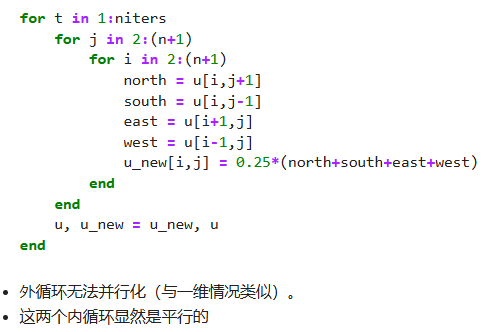 for t in 1:niters
    for j in 2:(n+1)
        for i in 2:(n+1)
            north = u[i,j+1]
            south = u[i,j-1]
            east = u[i+1,j]
            west = u[i-1,j]
            u_new[i,j] = 0.25*(north+south+east+west)
        end
    end
    u, u_new = u_new, u
end
• 外循环无法并行化（与一维情况类似）。
• 这两个内循环显然是平行的